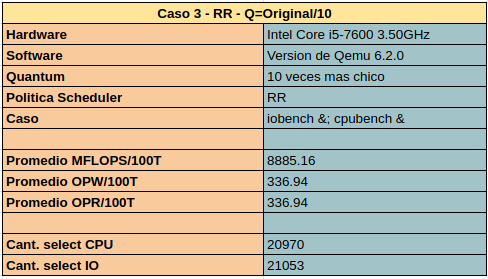 Caso 3 - RR - Q=Original/10
Hardware Intel Core i5-7600 3.50GHz
Software Version de Qemu 6.2.0
Quantum 10 veces mas chico
Politica Scheduler RR
Caso iobench &; cpubench &
Promedio MFLOPS/100T 8885.16
Promedio OPW/100T 336.94
Promedio OPR/100T 336.94
Cant. select CPU 20970
Cant. select IO 21053